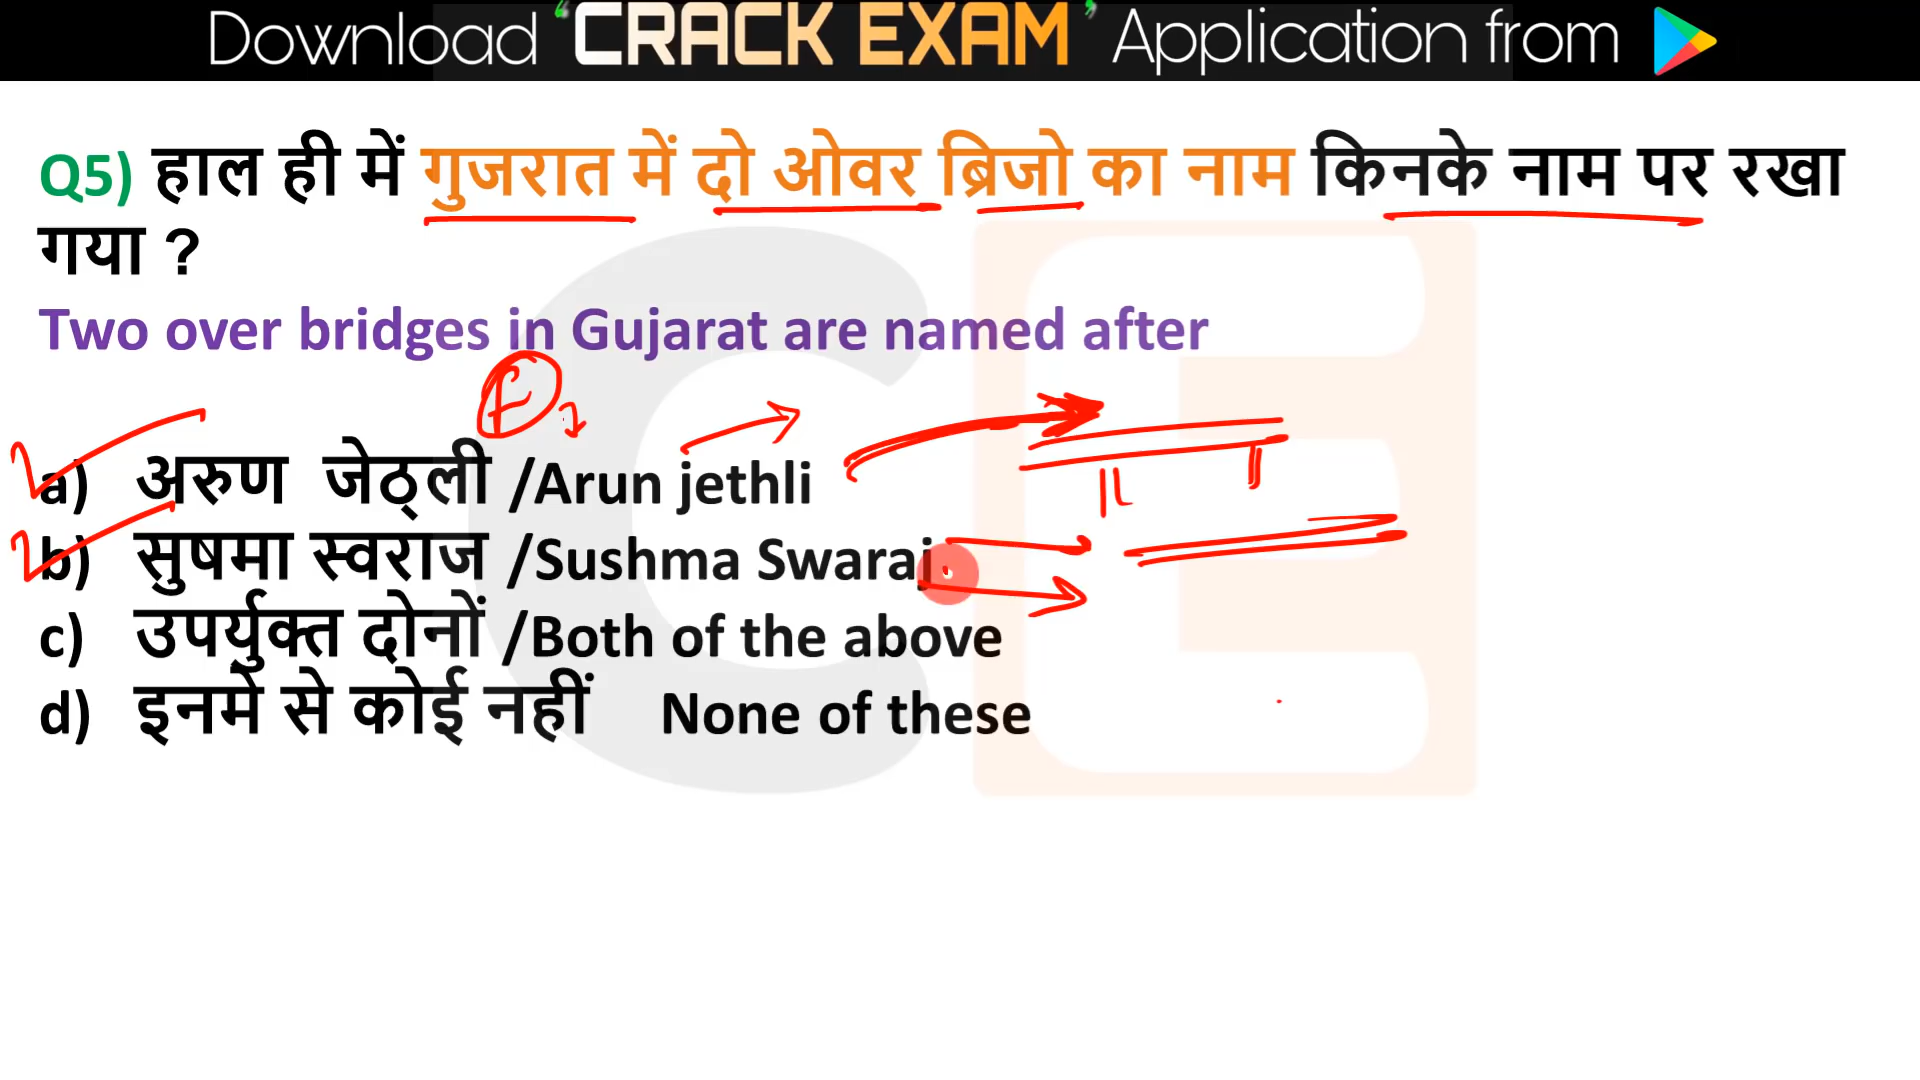 Download ‘CRACK EXAM’ Application from
Q5) हाल ही में गुजरात में दो ओवर ब्रिजो का नाम किनके नाम पर रखा
गया ?
Two over bridges in Gujarat are named after
a) अरुण जेठ्ली /Arun jethli
b) सुषमा स्वराज /Sushma Swaraj
c) उपर्युक्त दोनों /Both of the above
d) इनमे से कोई नहीं None of these